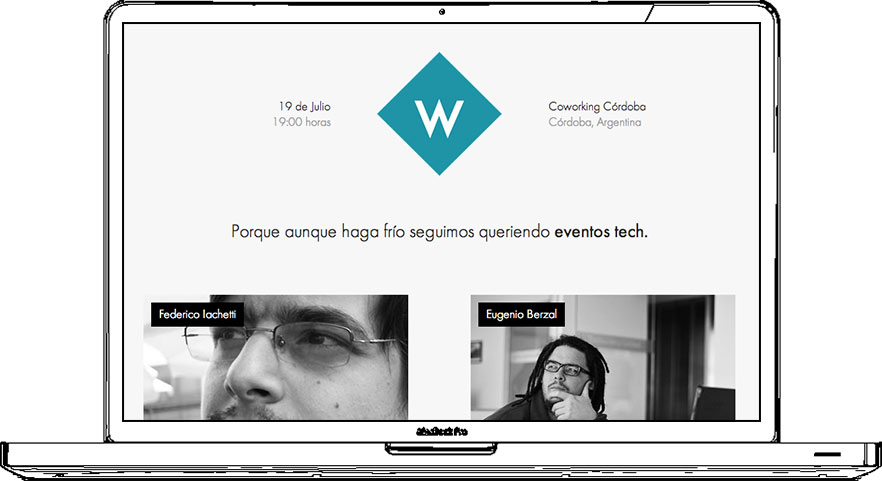 19 de Julio
19:00 horas
W
Coworking Córdoba
Córdoba, Argentina
Porque aunque haga frío seguimos queriendo eventos tech.
Federico Iachetti
Eugenio Berzal
MacBook Pro